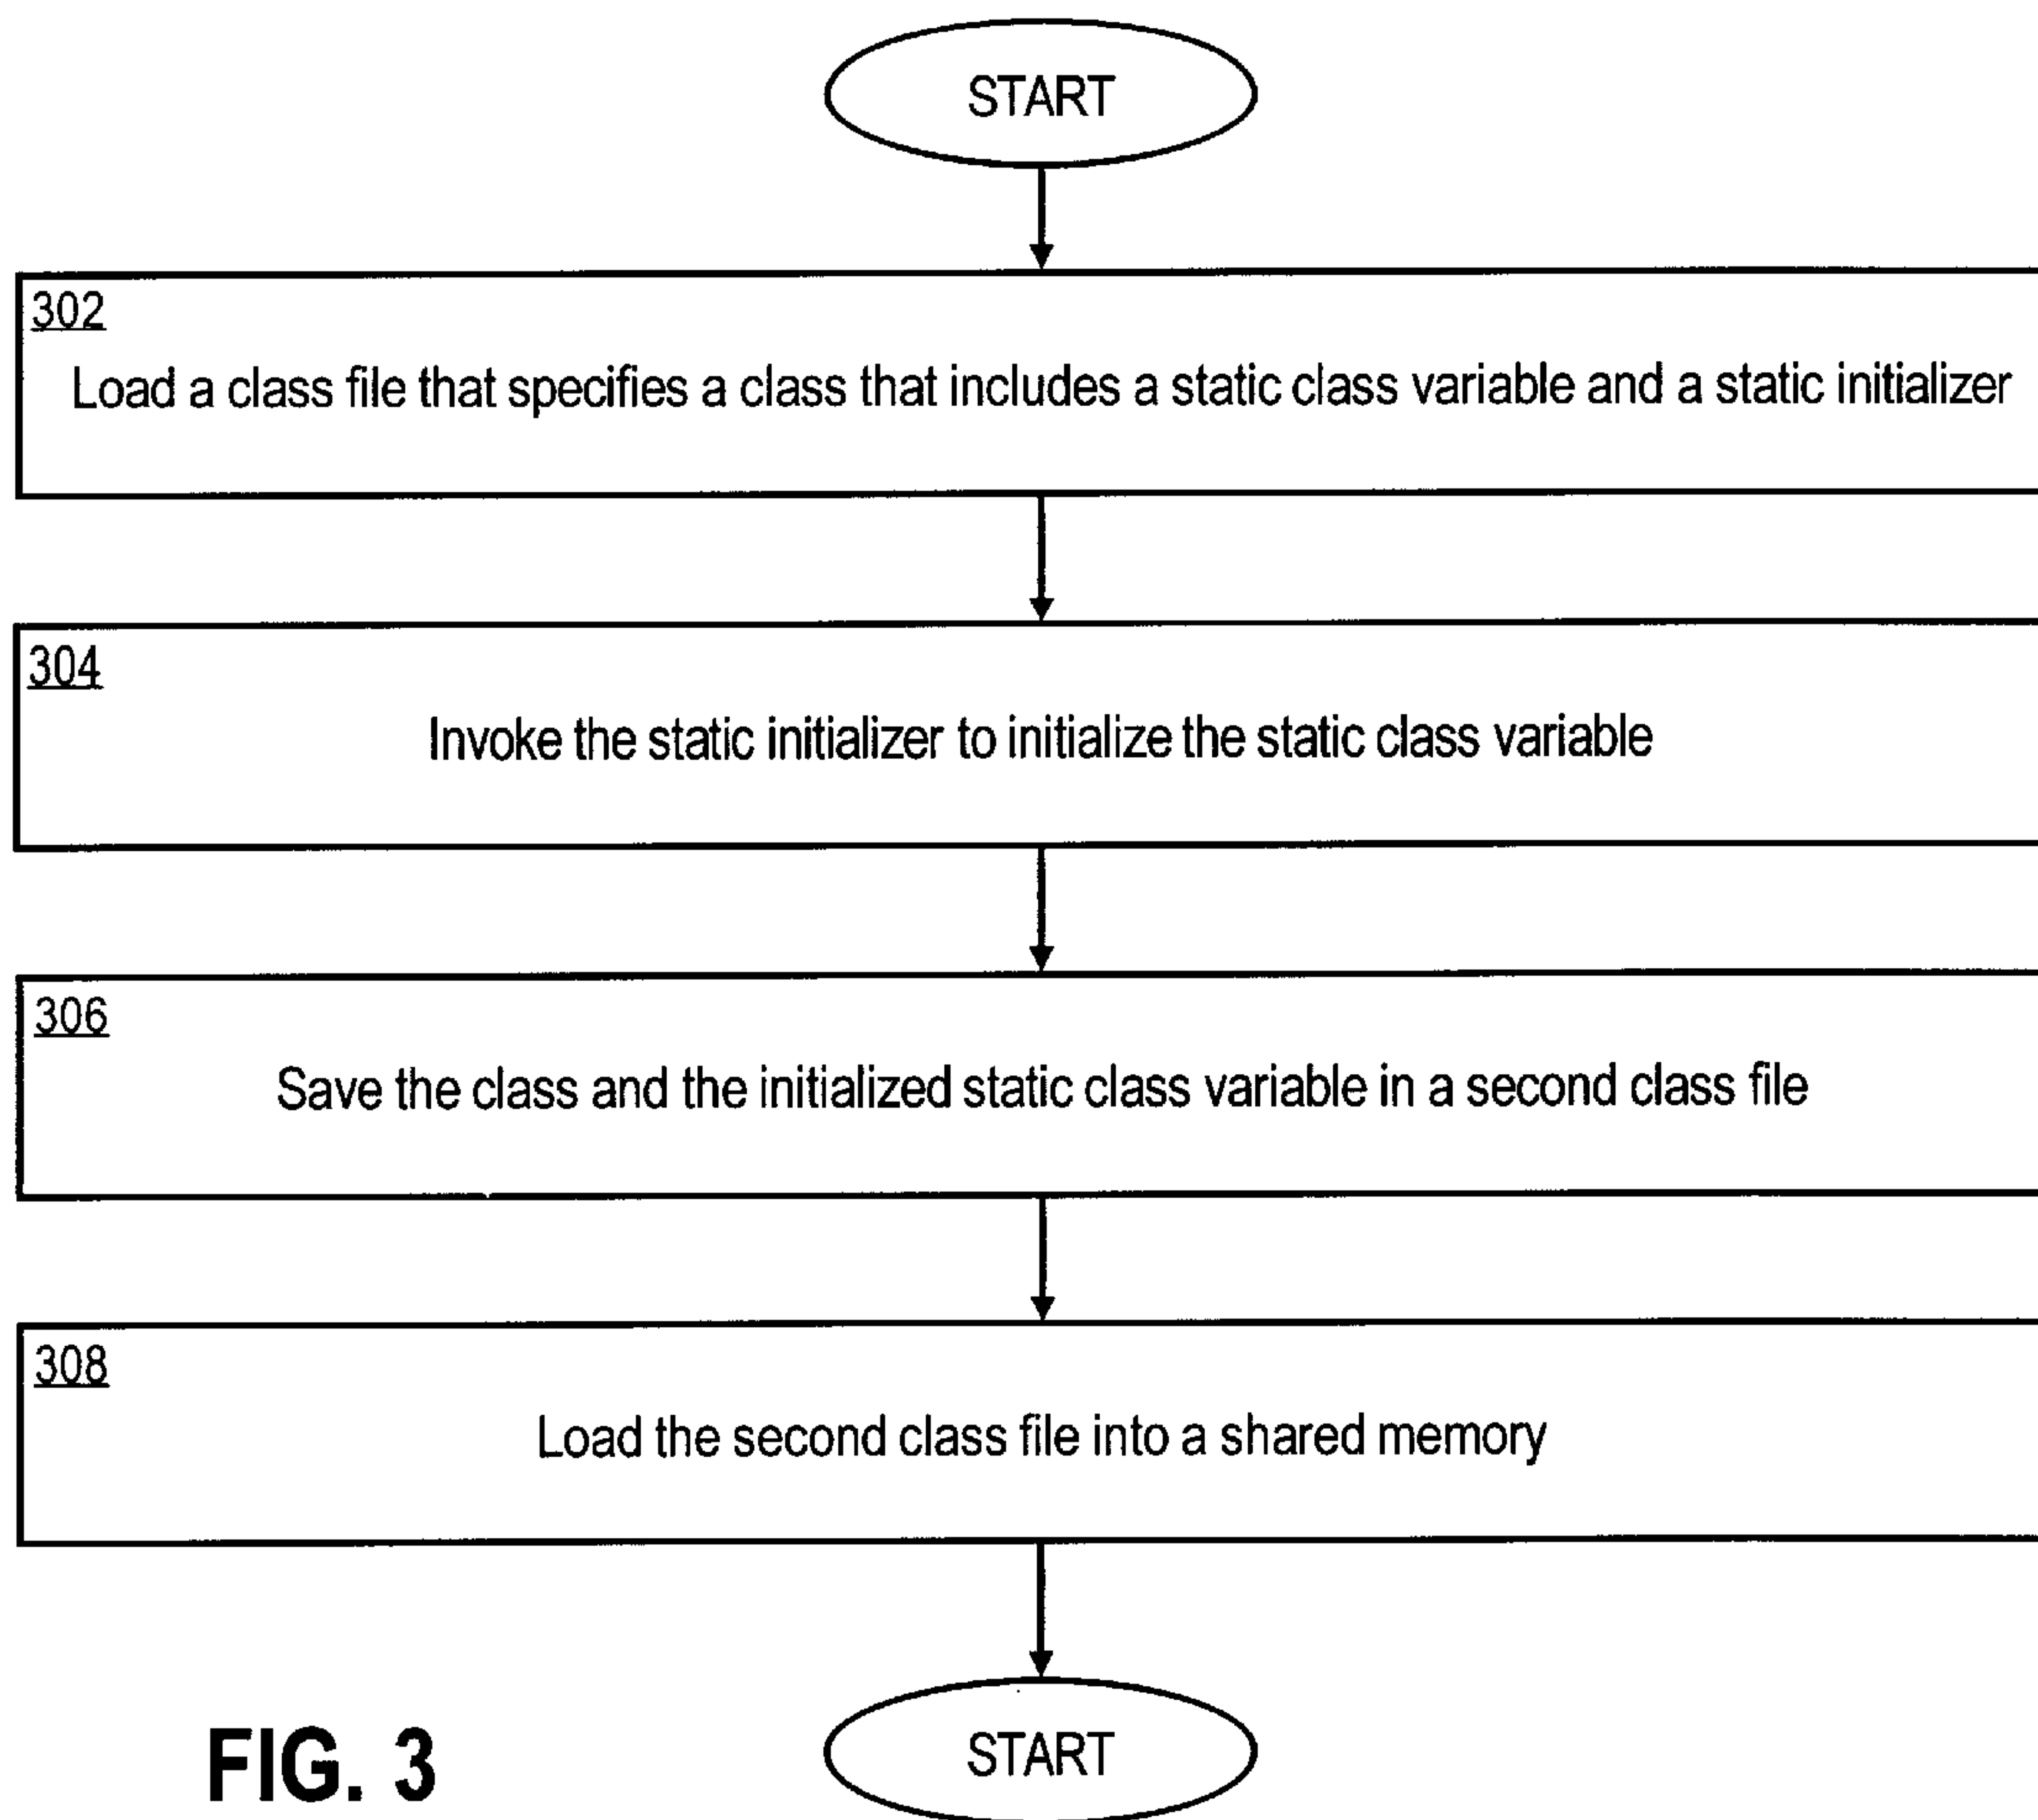 START
302
Load a class file that specifies a class that includes a static class variable and a static initializer
304
Invoke the static initializer to initialize the static class variable
306
Save the class and the initialized static class variable in a second class file
308
Load the second class file into a shared memory
START
FIG. 3